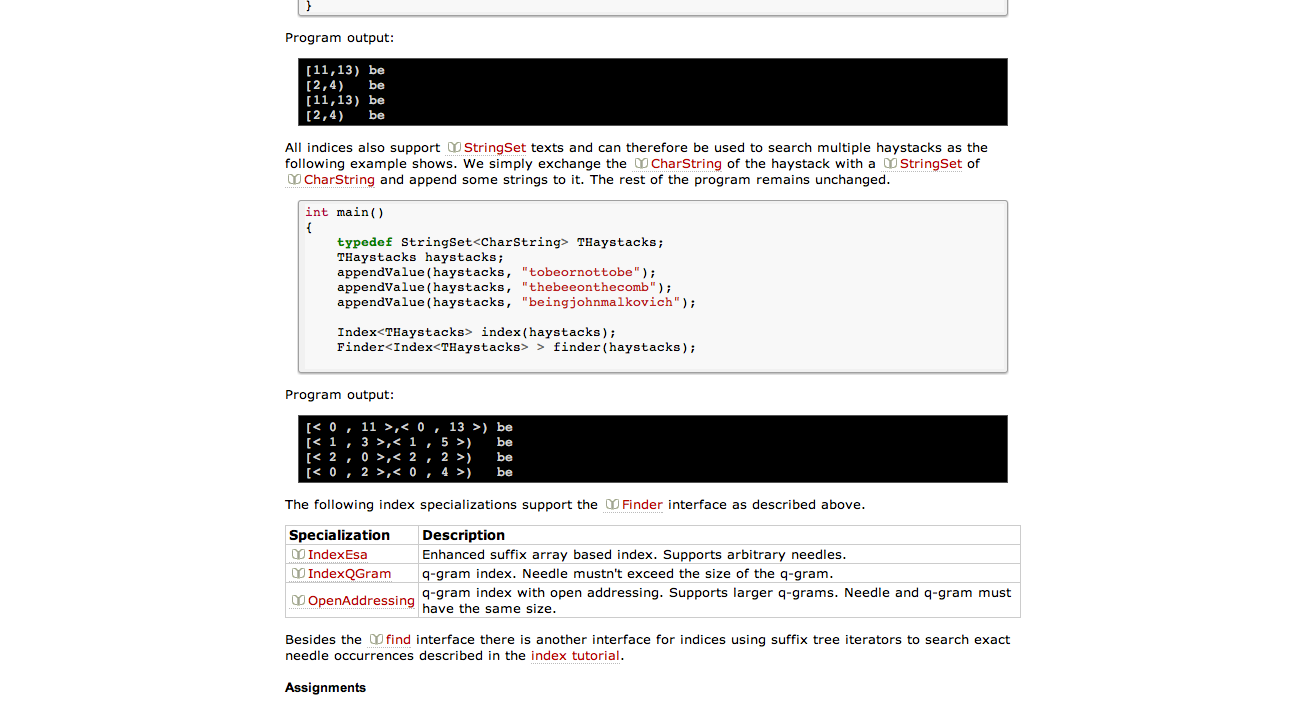 }
Program output:
[11,13) be
[2,4)   be
[11,13) be
[2,4)   be
All indices also support StringSet texts and can therefore be used to search multiple haystacks as the
following example shows. We simply exchange the CharString of the haystack with a StringSet of
CharString and append some strings to it. The rest of the program remains unchanged.
int main()
{
    typedef StringSet<CharString> THaystacks;
    THaystacks haystacks;
    appendValue(haystacks, "tobeornottobe");
    appendValue(haystacks, "thebeeonthecomb");
    appendValue(haystacks, "beingjohnmalkovich");
    Index<THaystacks> index(haystacks);
    Finder<Index<THaystacks> > finder(haystacks);
Program output:
[< 0 , 11 >,< 0 , 13 >) be
[< 1 , 3 >,< 1 , 5 >)   be
[< 2 , 0 >,< 2 , 2 >)   be
[< 0 , 2 >,< 0 , 4 >)   be
The following index specializations support the Finder interface as described above.
Specialization Description
IndexEsa Enhanced suffix array based index. Supports arbitrary needles.
IndexQGram q-gram index. Needle mustn't exceed the size of the q-gram.
OpenAddressing q-gram index with open addressing. Supports larger q-grams. Needle and q-gram must
have the same size.
Besides the find interface there is another interface for indices using suffix tree iterators to search exact
needle occurrences described in the index tutorial.
Assignments